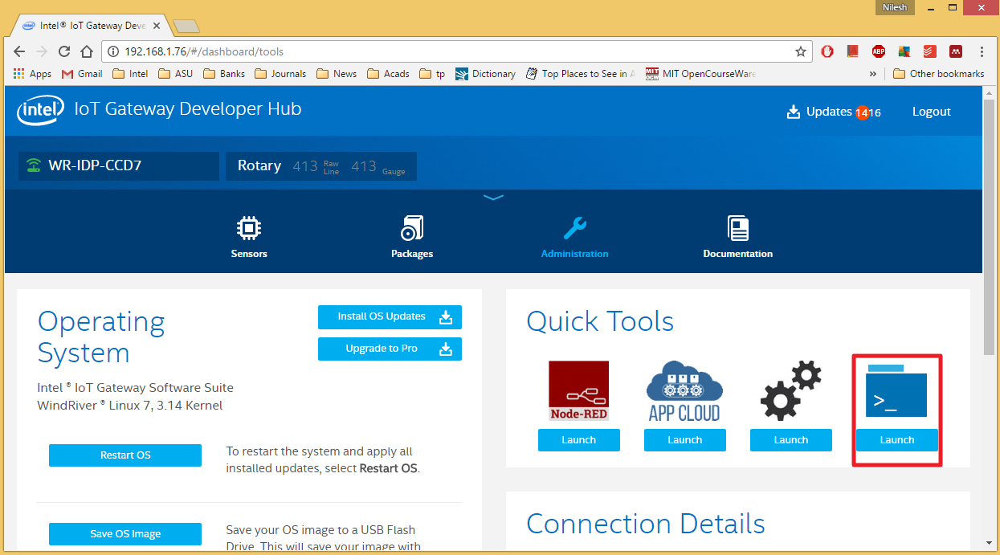 Nilesh
Intel® IoT Gateway Deve
192.168.1.76/#/dashboard/tools
ABP
Apps Gmail Intel ASU Banks Journals News Acads tp Dictionary Top Places to See in A MIT OpenCourseWare » Other bookmarks
intel IoT Gateway Developer Hub
Updates 1416 Logout
WR-IDP-CCD7 Rotary 413 Raw Line 413 Gauge
Sensors Packages Administration Documentation
Operating
System
Install OS Updates
Upgrade to Pro
Intel ® IoT Gateway Software Suite
WindRiver ® Linux 7, 3.14 Kernel
Restart OS
To restart the system and apply all
installed updates, select Restart OS.
Save OS Image
Save your OS image to a USB Flash
Drive. This will save your image with
Quick Tools
Node-RED APP CLOUD >_
Launch Launch Launch Launch
Connection Details